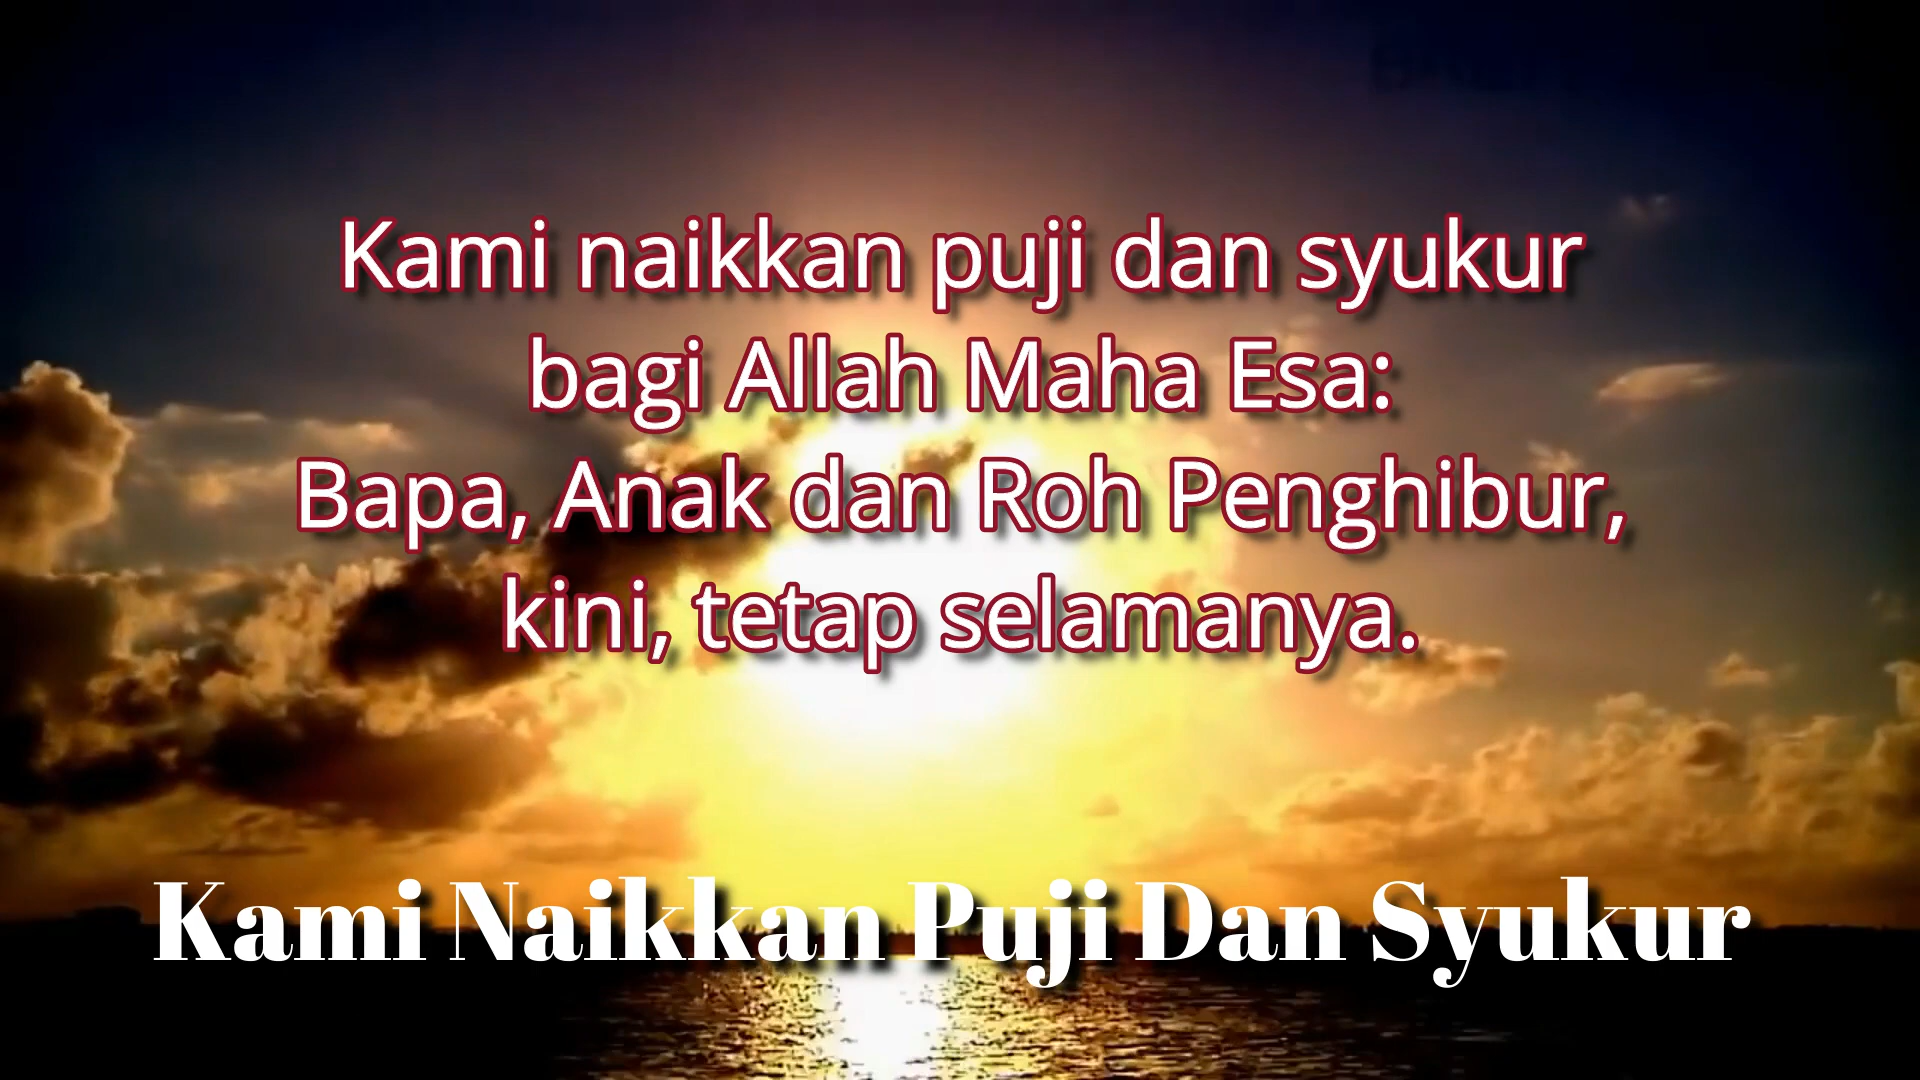 Kami naikkan puji dan syukur
bagi Allah Maha Esa:
Bapa, Anak dan Roh Penghibur,
kini, tetap selamanya.
Kami Naikkan Puji Dan Syukur